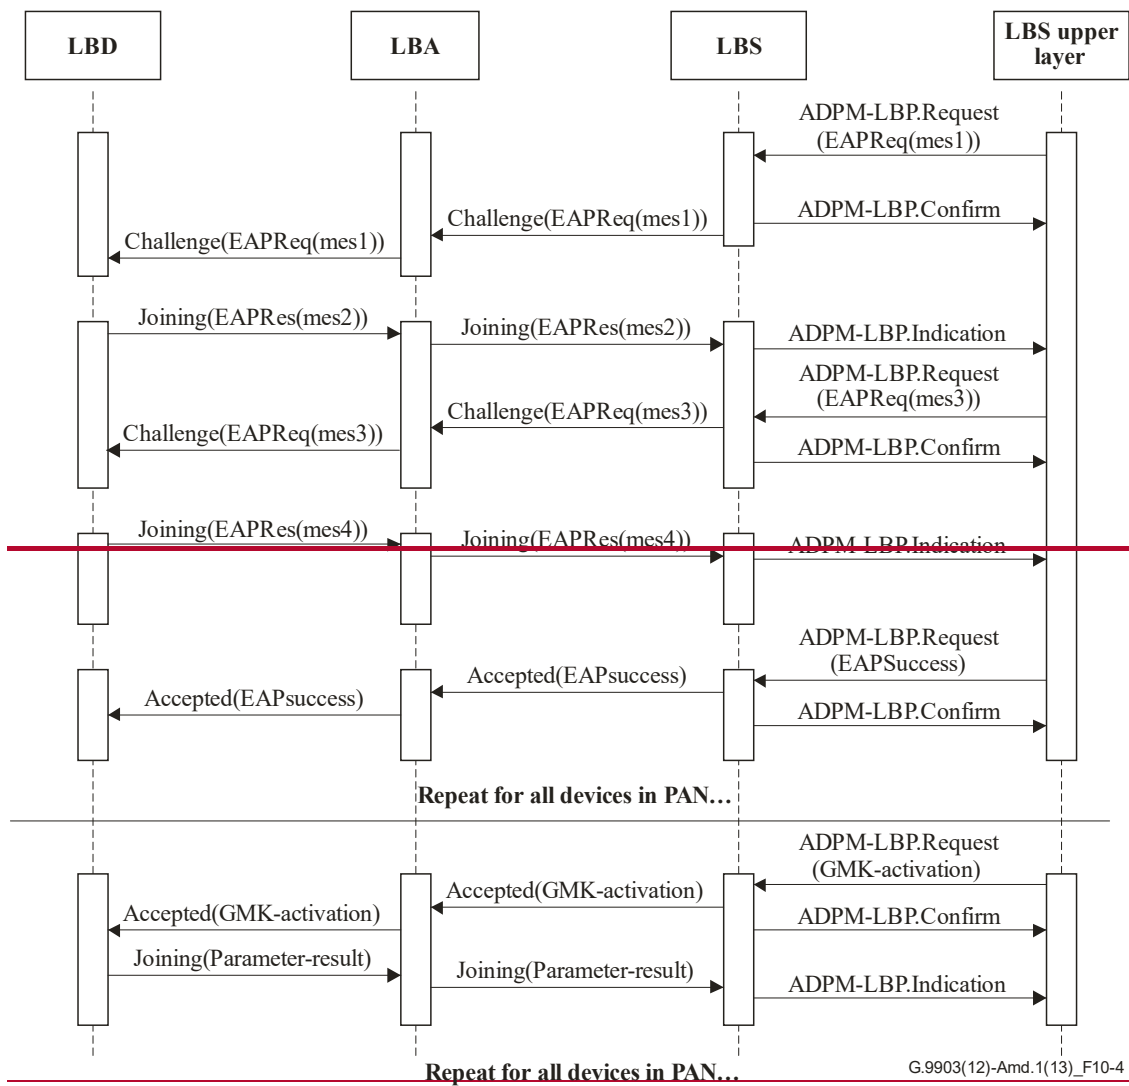 LBD
LBA
LBS
LBS upper
layer
ADPM-LBP.Request
(EAPReq(mes1))
ADPM-LBP.Confirm
Challenge(EAPReq(mes1))
Challenge(EAPReq(mes1))
Joining(EAPRes(mes2))
Joining(EAPRes(mes2))
ADPM-LBP.Indication
ADPM-LBP.Request
(EAPReq(mes3))
Challenge(EAPReq(mes3))
Challenge(EAPReq(mes3))
ADPM-LBP.Confirm
Joining(EAPRes(mes4))
Joining(EAPRes(mes4))
ADPM-LBP.Indication
ADPM-LBP.Request
(EAPSuccess)
Accepted(EAPsuccess)
Accepted(EAPsuccess)
ADPM-LBP.Confirm
Repeat for all devices in PAN…
ADPM-LBP.Request
(GMK-activation)
Accepted(GMK-activation)
Accepted(GMK-activation)
ADPM-LBP.Confirm
Joining(Parameter-result)
Joining(Parameter-result)
ADPM-LBP.Indication
Repeat for all devices in PAN…
G.9903(12)-Amd.1(13)_F10-4